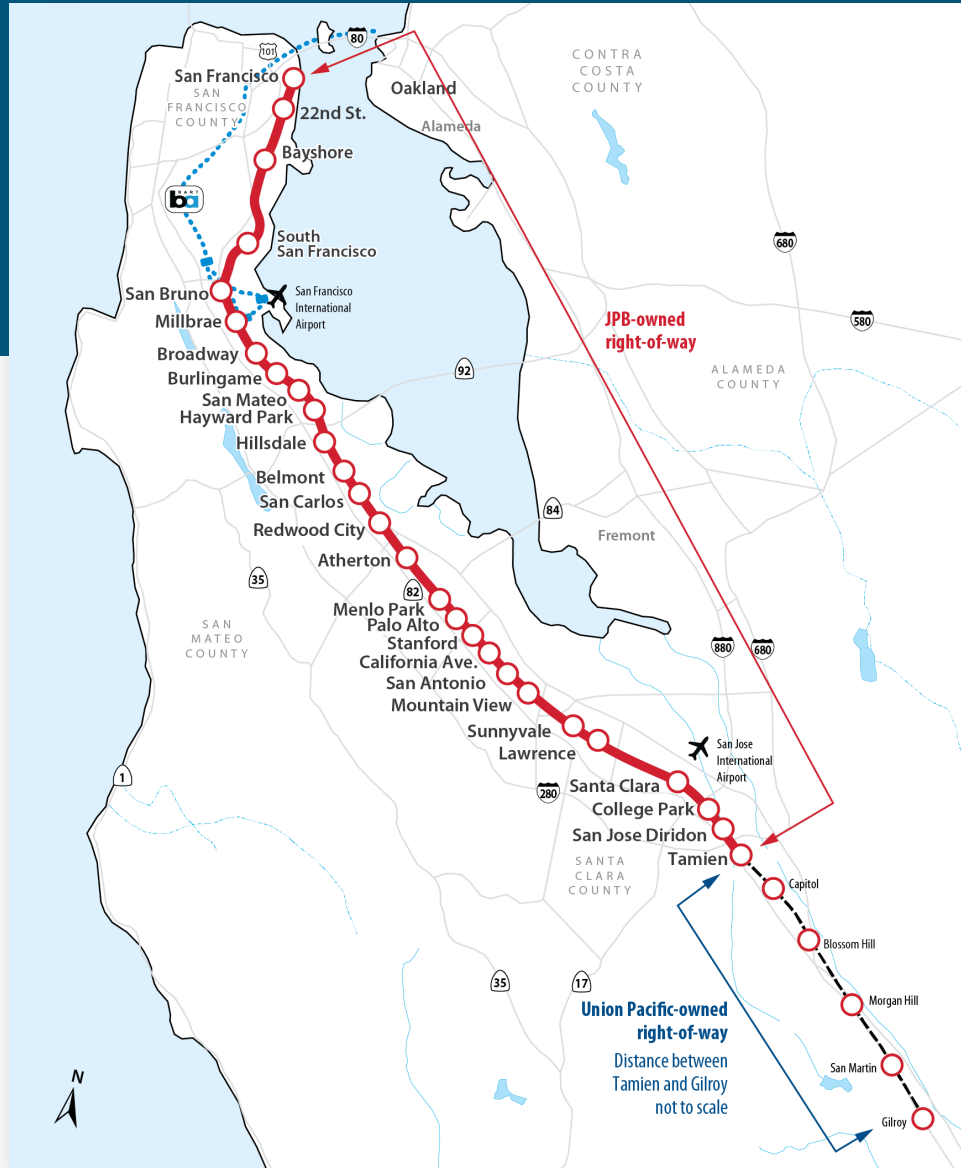 101
80
San Francisco
SAN
FRANCISCO
COUNTY
22nd St.
Bayshore
BART
ba
South
San Francisco
San Bruno
San Francisco
International
Airport
Millbrae
Broadway
Burlingame
San Mateo
Hayward Park
Hillsdale
Belmont
San Carlos
Redwood City
Atherton
Menlo Park
Palo Alto
Stanford
California Ave.
San Antonio
Mountain View
Sunnyvale
Lawrence
Santa Clara
College Park
San Jose Diridon
Tamien
Capitol
Blossom Hill
Morgan Hill
San Martin
Gilroy
Oakland
Alameda
CONTRA
COSTA
COUNTY
680
580
JPB-owned
right-of-way
ALAMEDA
COUNTY
92
84
Fremont
35
82
SAN
MATEO
COUNTY
880
680
San Jose
International
Airport
1
280
SANTA
CLARA
COUNTY
35
17
Union Pacific-owned
right-of-way
Distance between
Tamien and Gilroy
not to scale
N